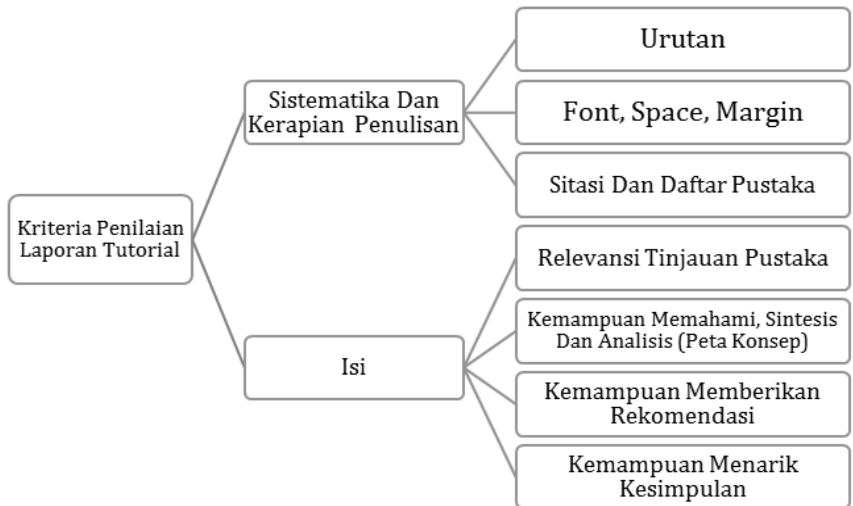 Kriteria Penilaian
Laporan Tutorial
Sistematika Dan
Kerapian Penulisan
Urutan
Font, Space, Margin
Sitasi Dan Daftar Pustaka
Isi
Relevansi Tinjauan Pustaka
Kemampuan Memahami, Sintesis
Dan Analisis (Peta Konsep)
Kemampuan Memberikan
Rekomendasi
Kemampuan Menarik
Kesimpulan